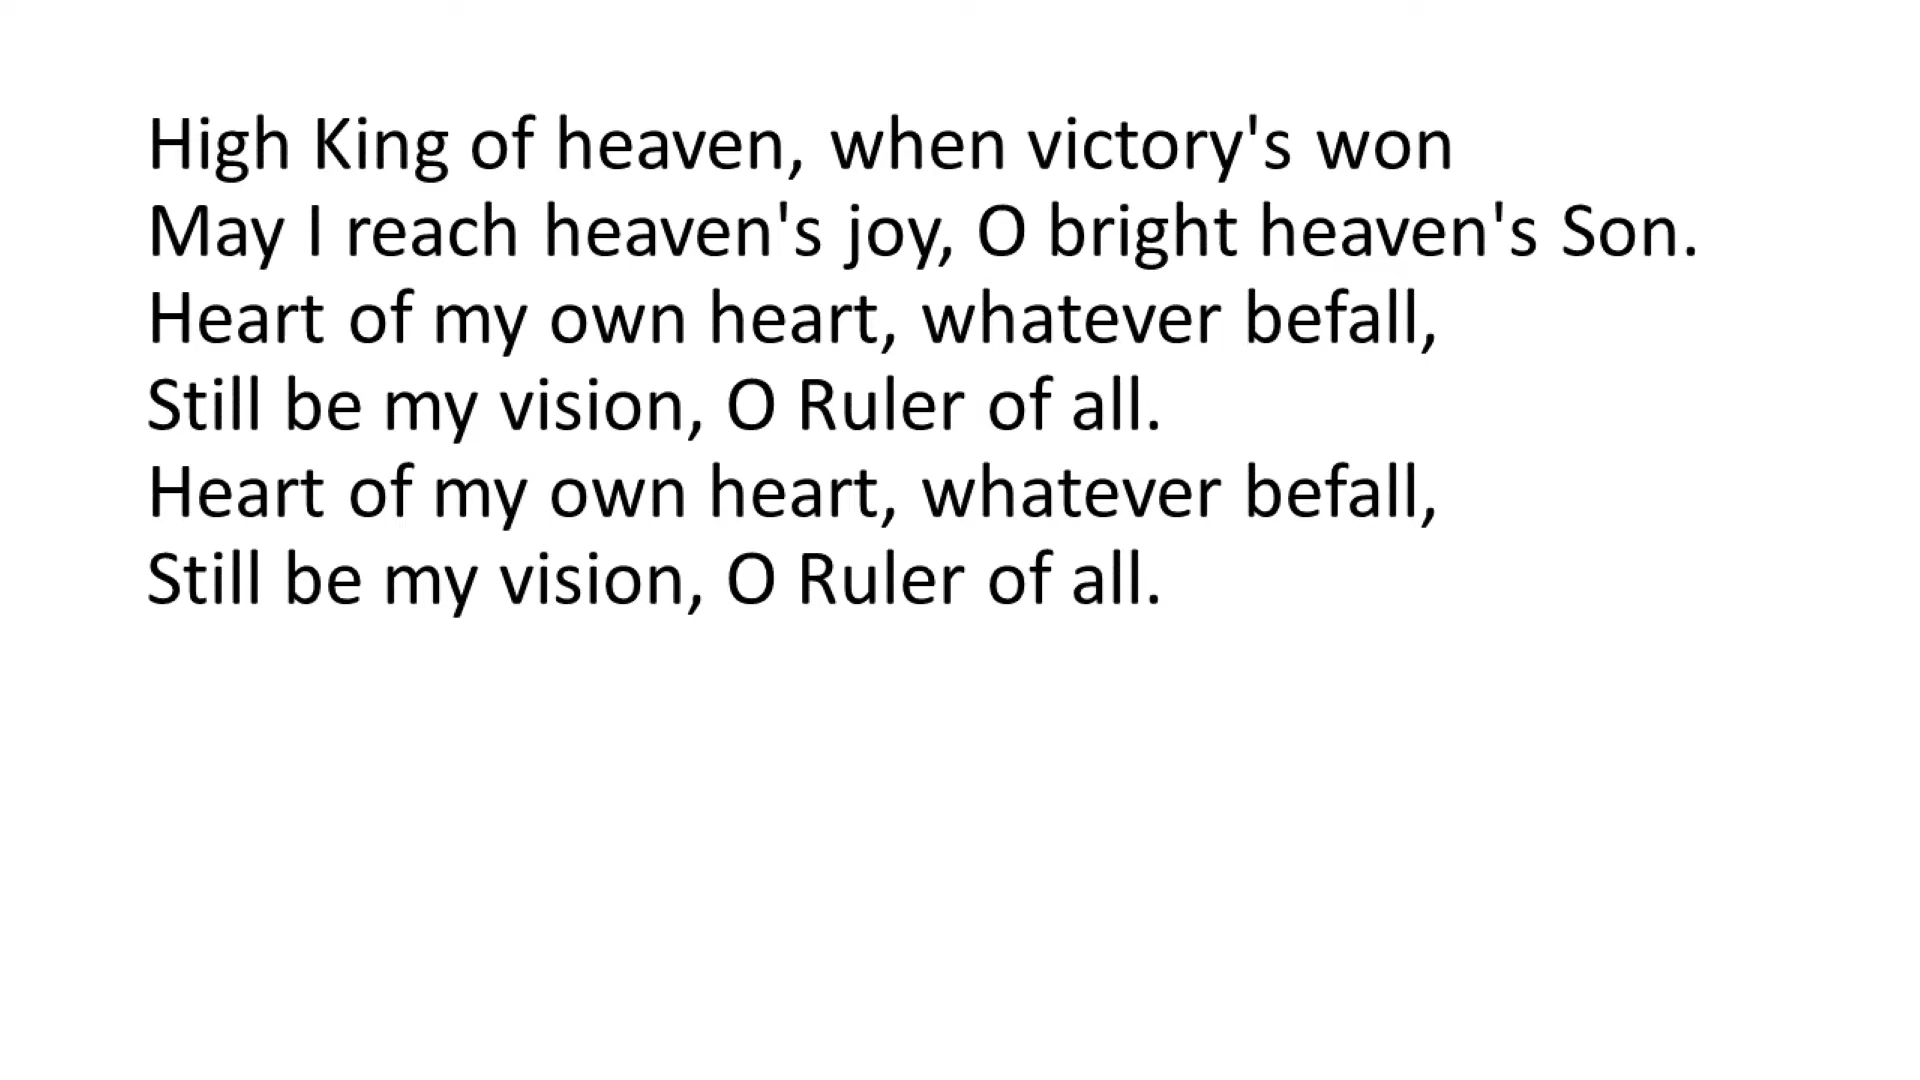 High King of heaven, when victory's won
May I reach heaven's joy, O bright heaven's Son.
Heart of my own heart, whatever befall,
Still be my vision, O Ruler of all.
Heart of my own heart, whatever befall,
Still be my vision, O Ruler of all.